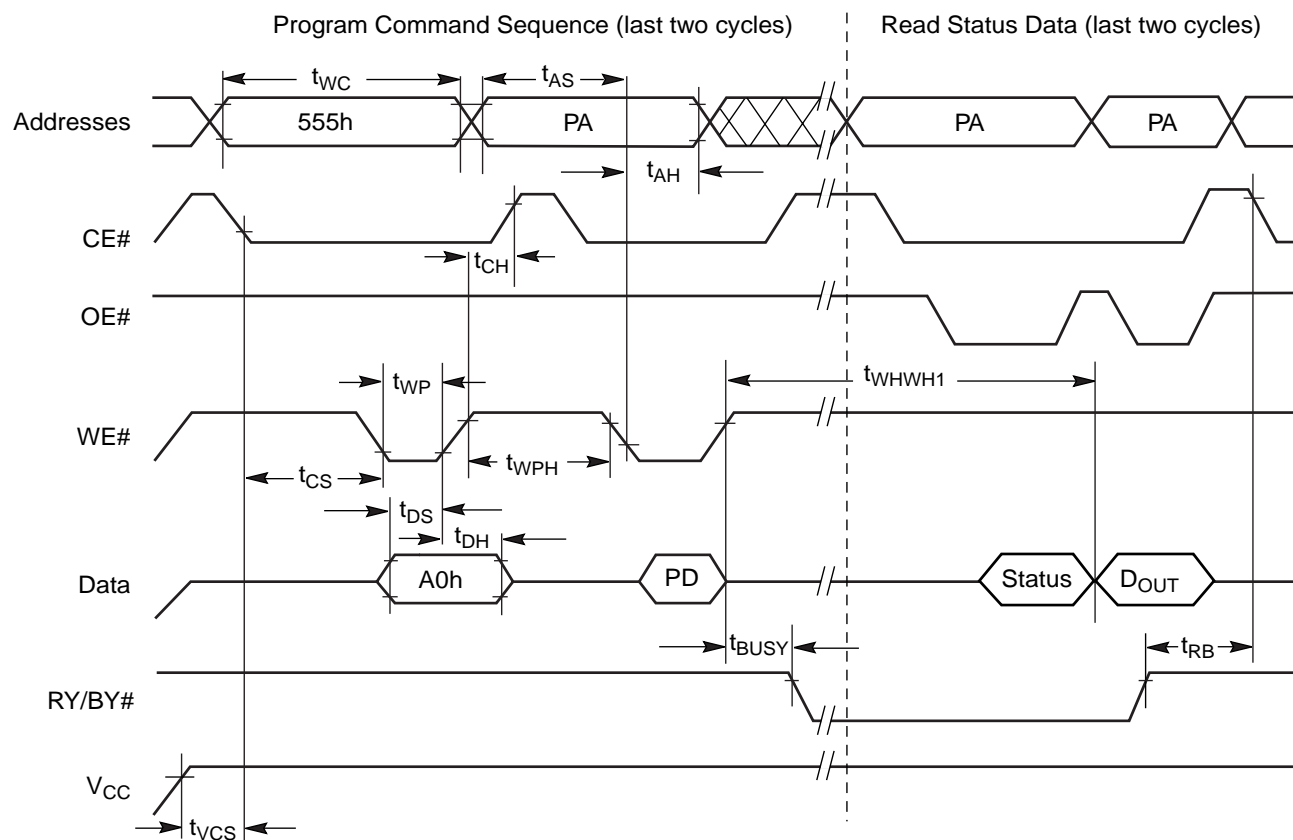 Program Command Sequence (last two cycles)
Read Status Data (last two cycles)
tWC
tAS
Addresses
555h
PA
PA
PA
tAH
CE#
tCH
OE#
tWP
tWHWH1
WE#
tCS
tWPH
tDS
tDH
Data
A0h
PD
Status
DOUT
tBUSY
tRB
RY/BY#
VCC
tVCS